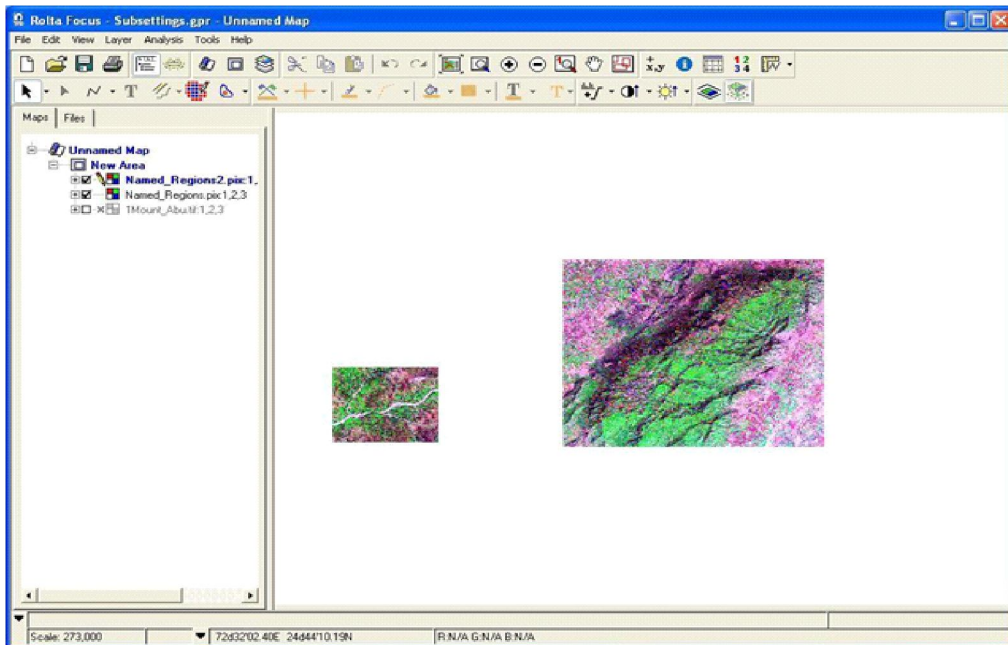 Rolta Focus - Subsettings.gpr - Unnamed Map
File Edit View Layer Analysis Tools Help
Maps Files
Unnamed Map
New Area
Named_Regions2.pix:1,
Named_Regions.pix:1,2,3
1Mount_Abu.tif:1,2,3
Scale: 273,000
72d32'02.40E 24d44'10.19N
R:N/A G:N/A B:N/A